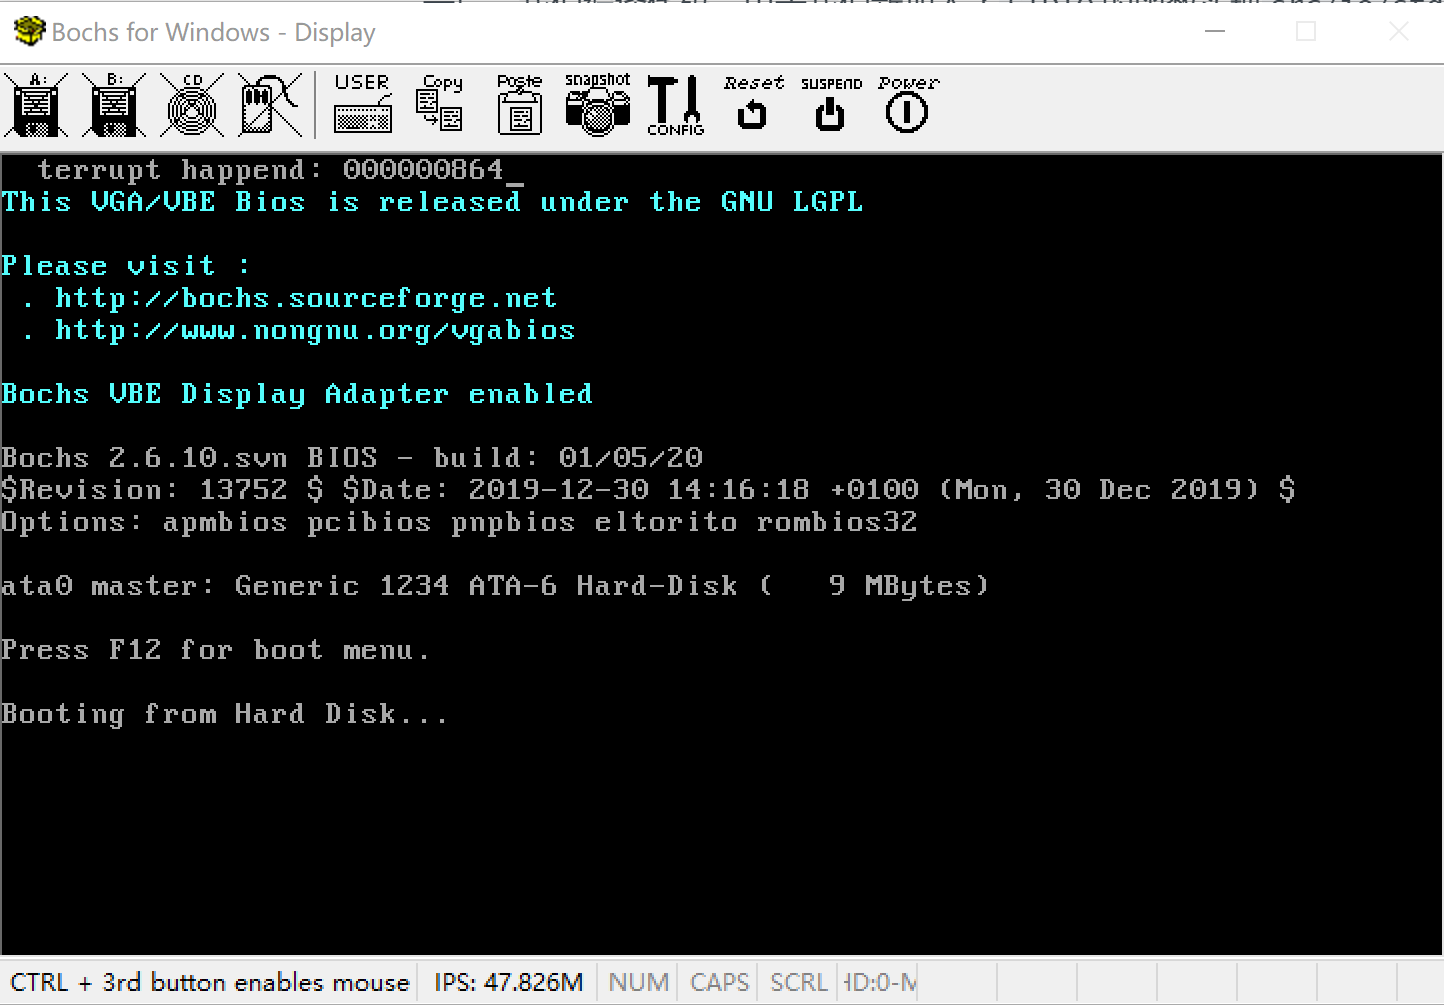 Bochs for Windows - Display
A: B: CD USER Copy Paste snapshot CONFIG Reset SUSPEND Power
terrupt happend: 000000864_
This VGA/VBE Bios is released under the GNU LGPL
Please visit :
. http://bochs.sourceforge.net
. http://www.nongnu.org/vgabios
Bochs VBE Display Adapter enabled
Bochs 2.6.10.svn BIOS - build: 01/05/20
$Revision: 13752 $ $Date: 2019-12-30 14:16:18 +0100 (Mon, 30 Dec 2019) $
Options: apmbios pcibios pnpbios eltorito rombios32
ata0 master: Generic 1234 ATA-6 Hard-Disk (   9 MBytes)
Press F12 for boot menu.
Booting from Hard Disk...
CTRL + 3rd button enables mouse IPS: 47.826M NUM CAPS SCRL HD:0-M